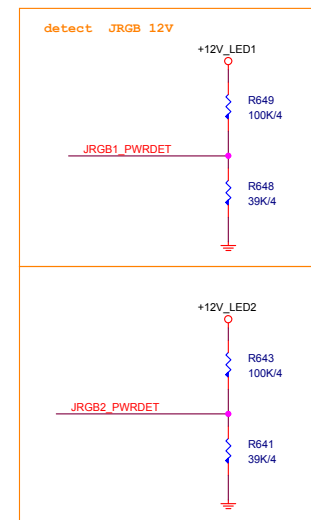 detect JRGB 12V
+12V_LED1
R649
100K/4
JRGB1_PWRDET
R648
39K/4
+12V_LED2
R643
100K/4
JRGB2_PWRDET
R641
39K/4